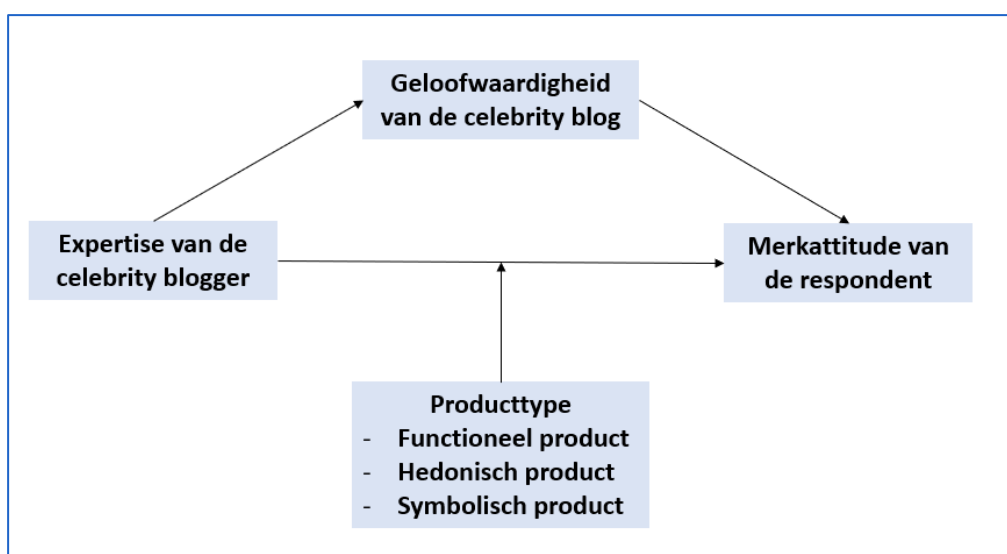 Geloofwaardigheid
van de celebrity blog
Expertise van de
celebrity blogger
Merkattitude van
de respondent
Producttype
- Functioneel product
- Hedonisch product
- Symbolisch product